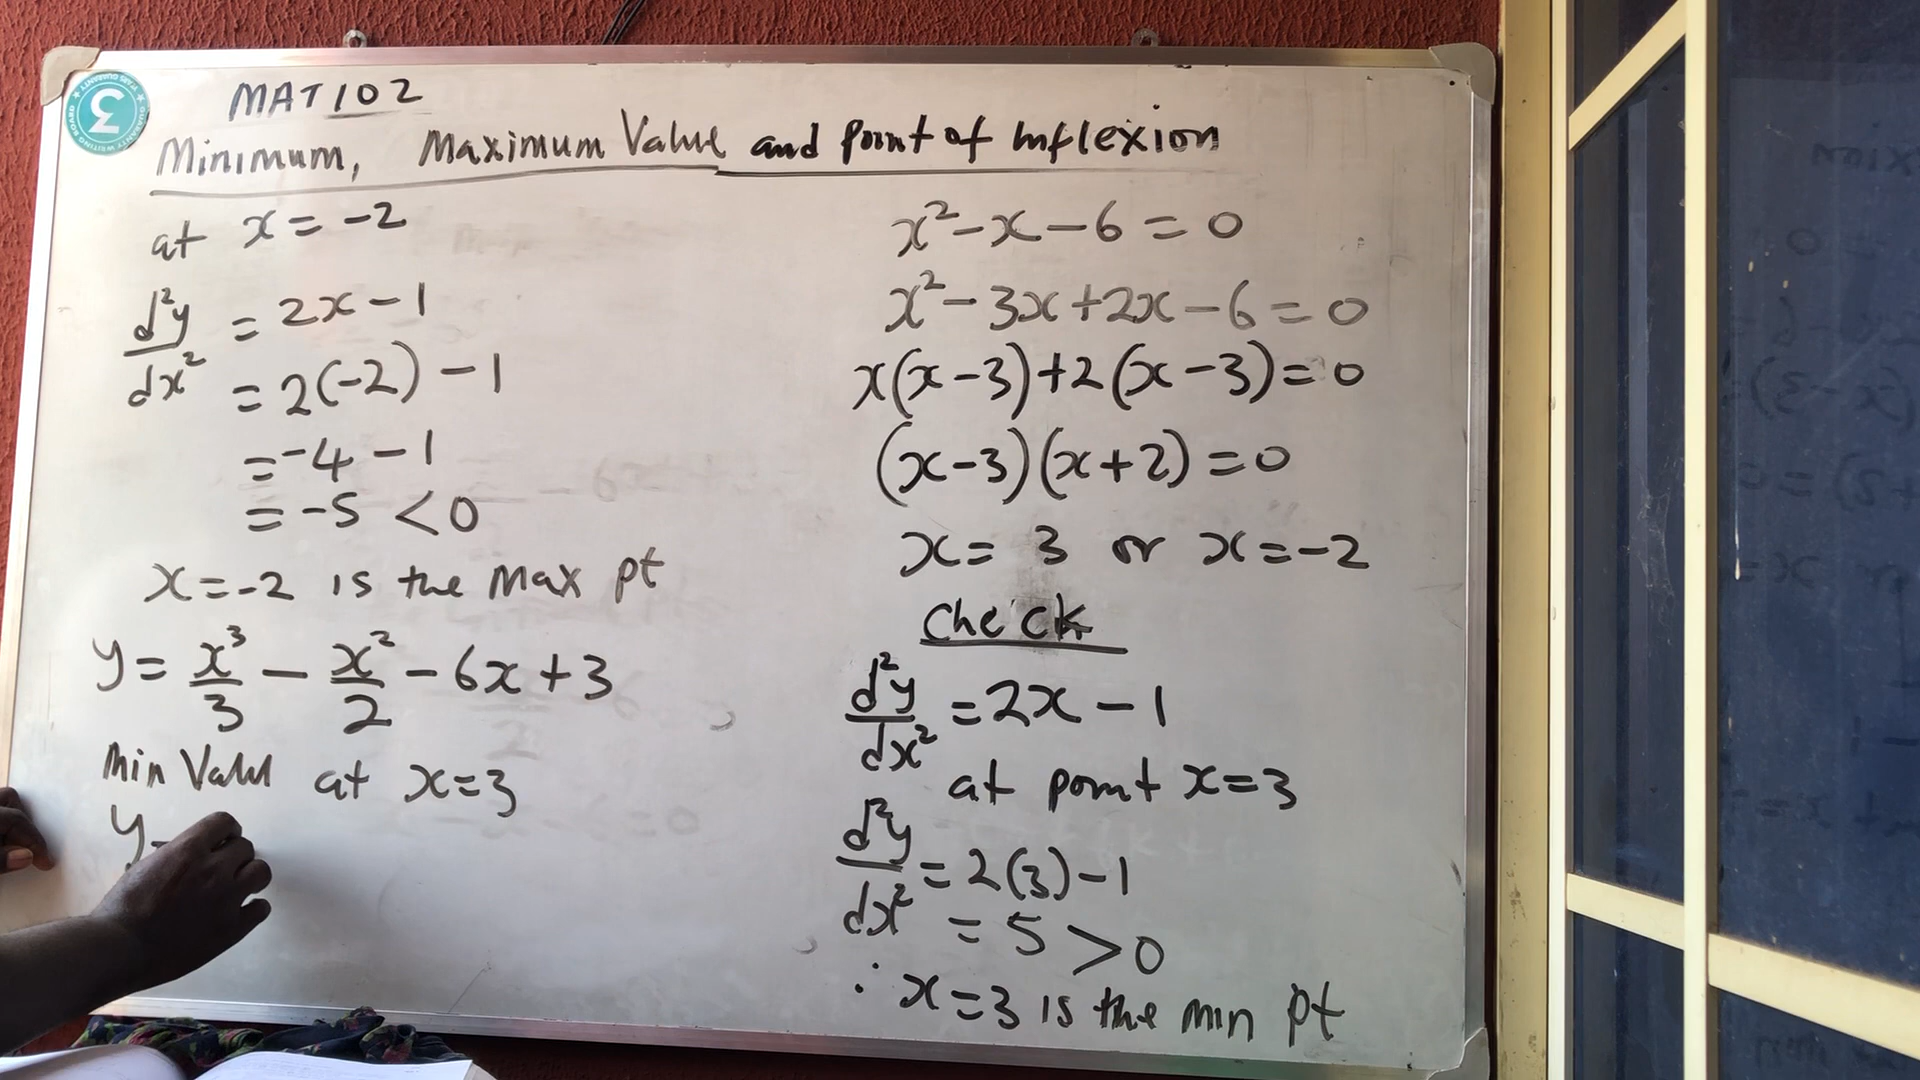 MAT102
Minimum, Maximum Value and point of Inflexion
at x = -2
d²y/dx² = 2x - 1
= 2(-2) - 1
= -4 - 1
= -5 < 0
x = -2 is the Max pt
y = x³/3 - x²/2 - 6x + 3
Min Value at x = 3
y =
x² - x - 6 = 0
x² - 3x + 2x - 6 = 0
x(x - 3) + 2(x - 3) = 0
(x - 3)(x + 2) = 0
x = 3 or x = -2
Check
d²y/dx² = 2x - 1
at point x = 3
d²y/dx² = 2(3) - 1
= 5 > 0
∴ x = 3 is the min pt